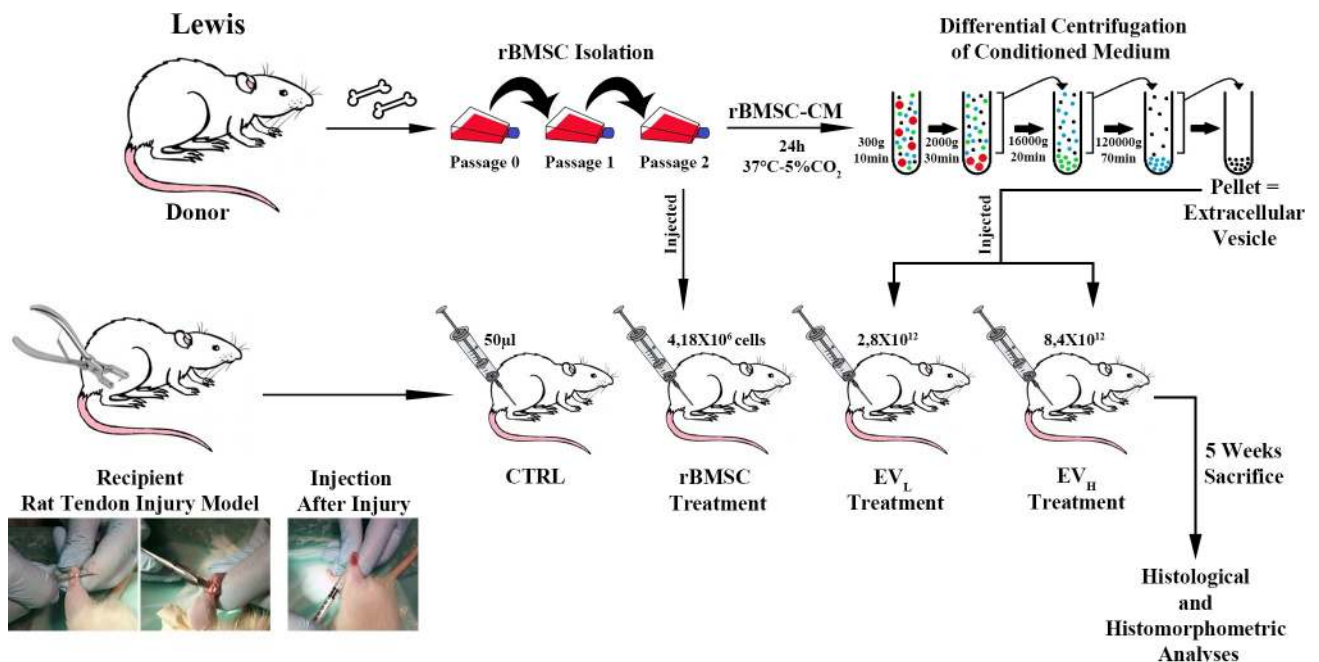 Lewis
Donor
rBMSC Isolation
Passage 0
Passage 1
Passage 2
rBMSC-CM
24h
37°C-5%CO₂
Differential Centrifugation
of Conditioned Medium
300g
10min
2000g
30min
16000g
20min
120000g
70min
Pellet =
Extracellular
Vesicle
Injected
Injected
50µl
4,18X10⁶ cells
2,8X10¹²
8,4X10¹²
Recipient
Rat Tendon Injury Model
Injection
After Injury
CTRL
rBMSC
Treatment
EV_L
Treatment
EV_H
Treatment
5 Weeks
Sacrifice
Histological
and
Histomorphometric
Analyses